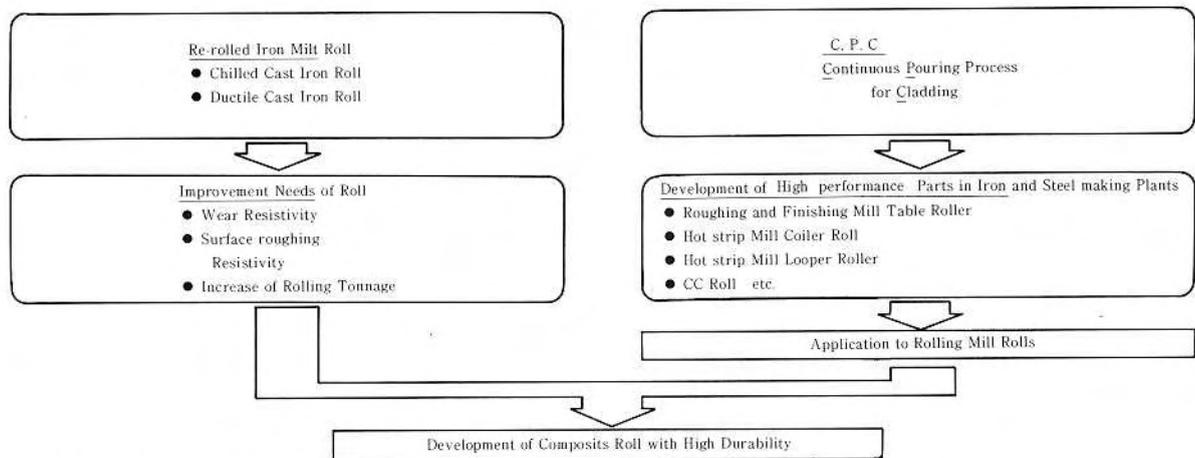 Re-rolled Iron Milt Roll
● Chilled Cast Iron Roll
● Ductile Cast Iron Roll
C. P. C
Continuous Pouring Process
for Cladding
Improvement Needs of Roll
● Wear Resistivity
● Surface roughing
Resistivity
● Increase of Rolling Tonnage
Development of High performance Parts in Iron and Steel making Plants
● Roughing and Finishing Mill Table Roller
● Hot strip Mill Coiler Roll
● Hot strip Mill Looper Roller
● CC Roll etc.
Application to Rolling Mill Rolls
Development of Composits Roll with High Durability